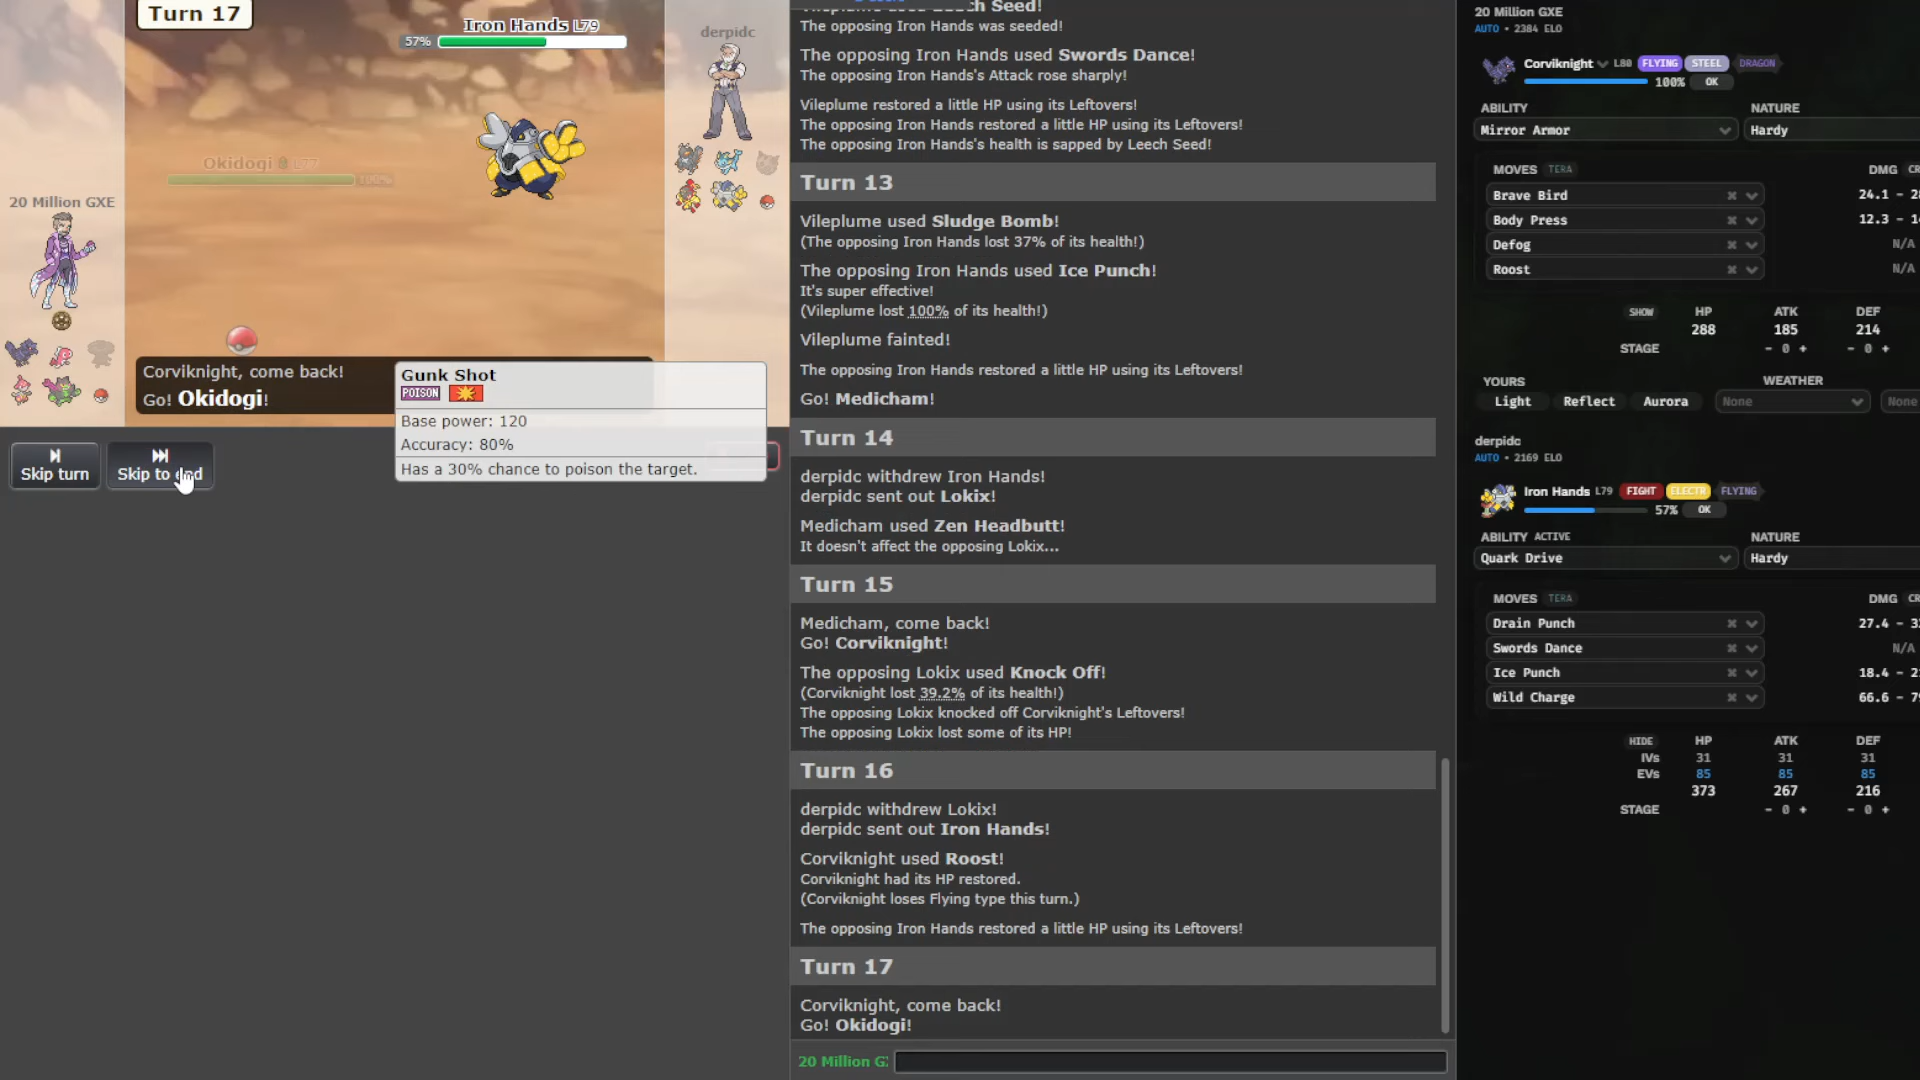 Turn 17
Iron Hands L79
57%
derpidc
Okidogi L77
100%
20 Million GXE
Corviknight, come back!
Go! Okidogi!
Gunk Shot
POISON
Base power: 120
Accuracy: 80%
Has a 30% chance to poison the target.
Skip turn
Skip to end
The opposing Iron Hands was seeded!
The opposing Iron Hands used Swords Dance!
The opposing Iron Hands's Attack rose sharply!
Vileplume restored a little HP using its Leftovers!
The opposing Iron Hands restored a little HP using its Leftovers!
The opposing Iron Hands's health is sapped by Leech Seed!
Turn 13
Vileplume used Sludge Bomb!
(The opposing Iron Hands lost 37% of its health!)
The opposing Iron Hands used Ice Punch!
It's super effective!
(Vileplume lost 100% of its health!)
Vileplume fainted!
The opposing Iron Hands restored a little HP using its Leftovers!
Go! Medicham!
Turn 14
derpidc withdrew Iron Hands!
derpidc sent out Lokix!
Medicham used Zen Headbutt!
It doesn't affect the opposing Lokix...
Turn 15
Medicham, come back!
Go! Corviknight!
The opposing Lokix used Knock Off!
(Corviknight lost 39.2% of its health!)
The opposing Lokix knocked off Corviknight's Leftovers!
The opposing Lokix lost some of its HP!
Turn 16
derpidc withdrew Lokix!
derpidc sent out Iron Hands!
Corviknight used Roost!
Corviknight had its HP restored.
(Corviknight loses Flying type this turn.)
The opposing Iron Hands restored a little HP using its Leftovers!
Turn 17
Corviknight, come back!
Go! Okidogi!
20 Million G
20 Million GXE
AUTO • 2384 ELO
Corviknight L80 FLYING STEEL DRAGON
100% OK
ABILITY NATURE
Mirror Armor Hardy
MOVES TERA DMG
Brave Bird 24.1 -
Body Press 12.3 -
Defog N/A
Roost N/A
SHOW HP ATK DEF
288 185 214
STAGE - 0 + - 0 +
YOURS WEATHER
Light Reflect Aurora None None
derpidc
AUTO • 2169 ELO
Iron Hands L79 FIGHT ELECTR FLYING
57% OK
ABILITY ACTIVE NATURE
Quark Drive Hardy
MOVES TERA DMG
Drain Punch 27.4 -
Swords Dance N/A
Ice Punch 18.4 -
Wild Charge 66.6 -
HIDE HP ATK DEF
IVs 31 31 31
EVs 85 85 85
373 267 216
STAGE - 0 + - 0 +